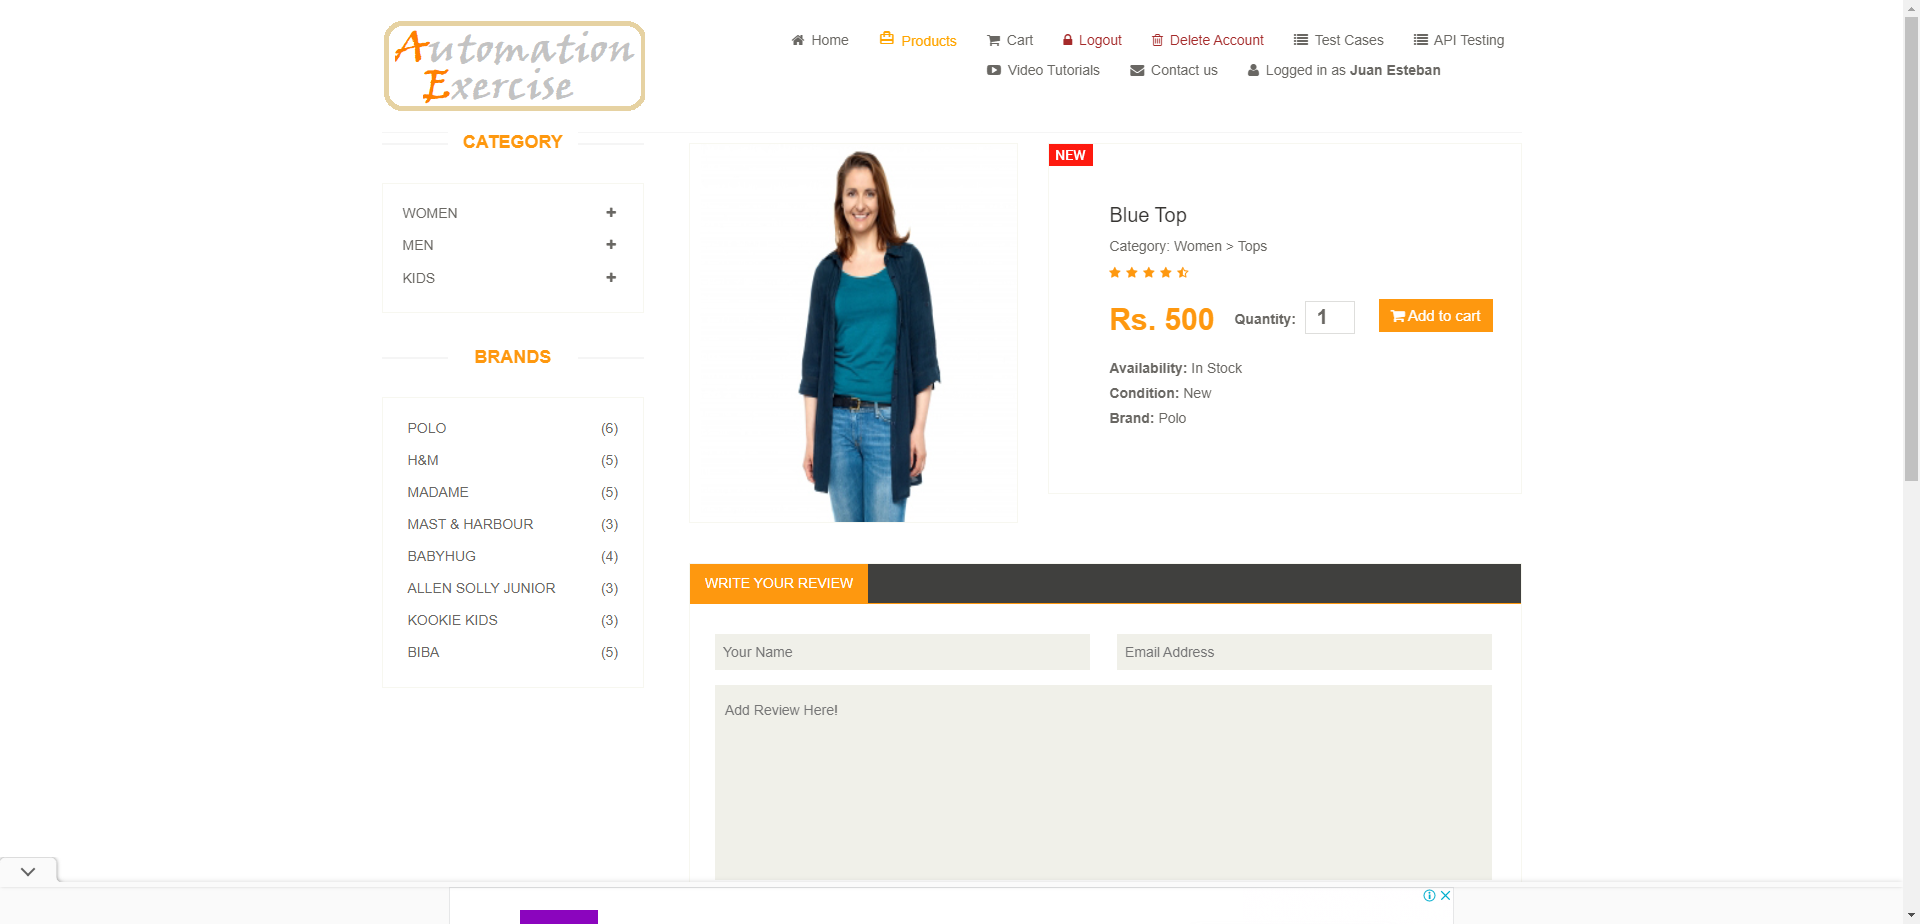 Automation
Exercise
Home
Products
Cart
Logout
Delete Account
Test Cases
API Testing
Video Tutorials
Contact us
Logged in as Juan Esteban
CATEGORY
WOMEN
MEN
KIDS
BRANDS
POLO (6)
H&M (5)
MADAME (5)
MAST & HARBOUR (3)
BABYHUG (4)
ALLEN SOLLY JUNIOR (3)
KOOKIE KIDS (3)
BIBA (5)
NEW
Blue Top
Category: Women > Tops
Rs. 500
Quantity: 1
Add to cart
Availability: In Stock
Condition: New
Brand: Polo
WRITE YOUR REVIEW
Your Name
Email Address
Add Review Here!